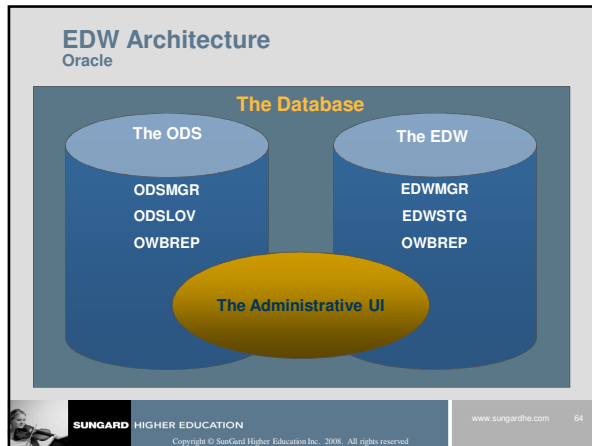 EDW Architecture
Oracle
The Database
The ODS
ODSMGR
ODSLOV
OWBREP
The EDW
EDWMGR
EDWSTG
OWBREP
The Administrative UI
SUNGARD HIGHER EDUCATION
www.sungardhe.com 64
Copyright © SunGard Higher Education Inc. 2008. All rights reserved